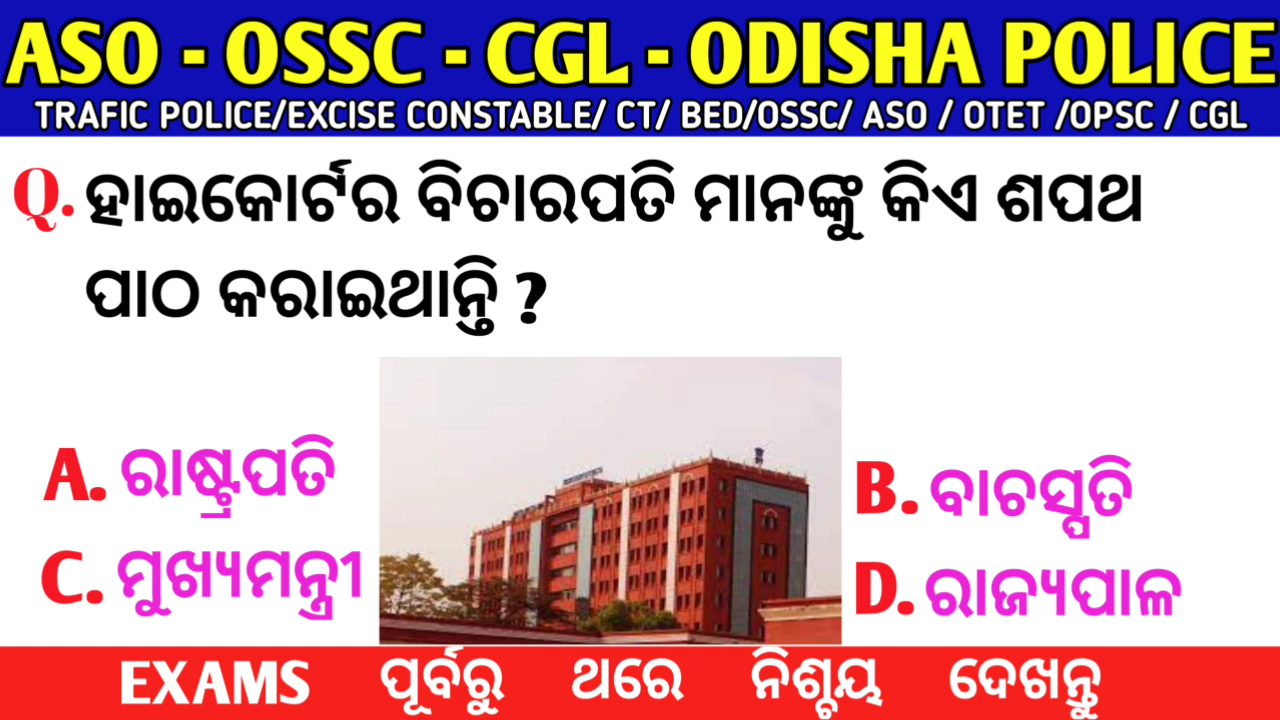 ASO - OSSC - CGL - ODISHA POLICE
TRAFIC POLICE/EXCISE CONSTABLE/ CT/ BED/OSSC/ ASO / OTET /OPSC / CGL
Q. ହାଇକୋର୍ଟର ବିଚାରପତି ମାନଙ୍କୁ କିଏ ଶପଥ
ପାଠ କରାଇଥାନ୍ତି ?
A. ରାଷ୍ଟ୍ରପତି
B. ବାଚସ୍ପତି
C. ମୁଖ୍ୟମନ୍ତ୍ରୀ
D. ରାଜ୍ୟପାଳ
EXAMS ପୂର୍ବରୁ ଥରେ ନିଶ୍ଚୟ ଦେଖନ୍ତୁ